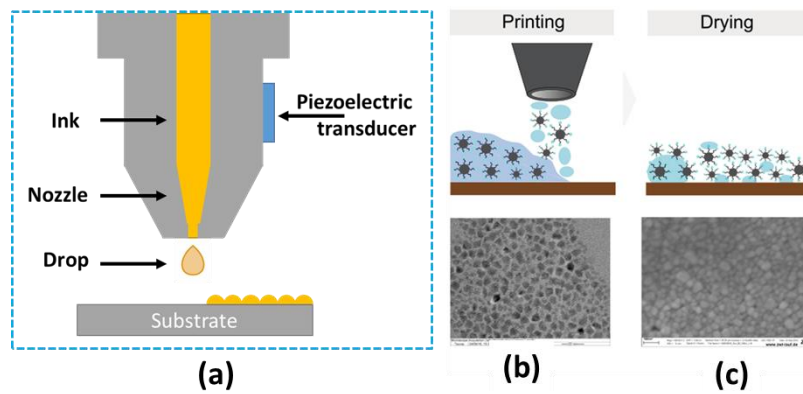 Ink
Piezoelectric
transducer
Nozzle
Drop
Substrate
(a)
Printing
Drying
(b)
(c)